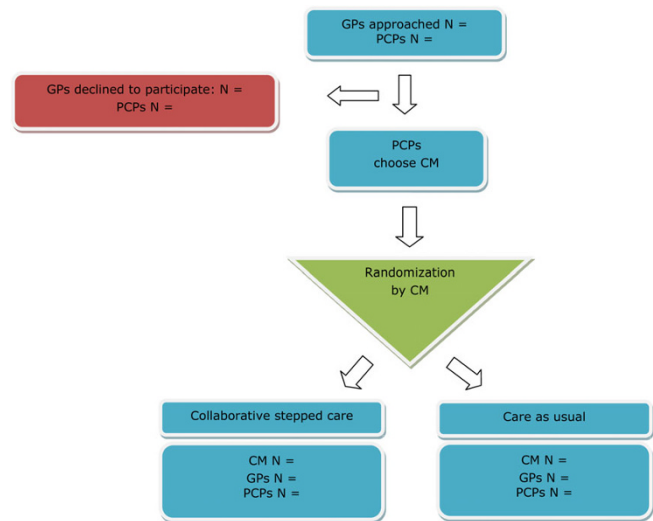 GPs approached N =
PCPs N =
GPs declined to participate: N =
PCPs N =
PCPs
choose CM
Randomization
by CM
Collaborative stepped care
Care as usual
CM N =
GPs N =
PCPs N =
CM N =
GPs N =
PCPs N =